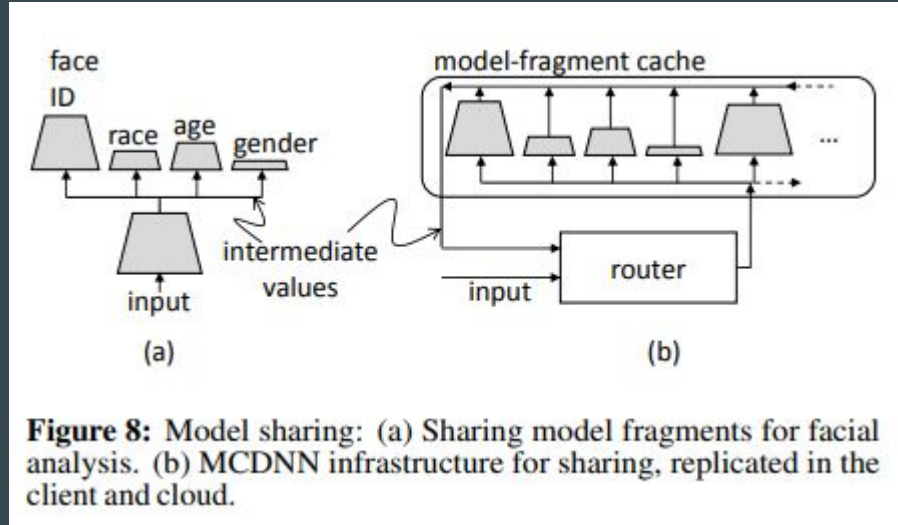 face
ID
race
age
gender
intermediate
values
input
(a)
model-fragment cache
...
input
router
(b)
Figure 8: Model sharing: (a) Sharing model fragments for facial
analysis. (b) MCDNN infrastructure for sharing, replicated in the
client and cloud.